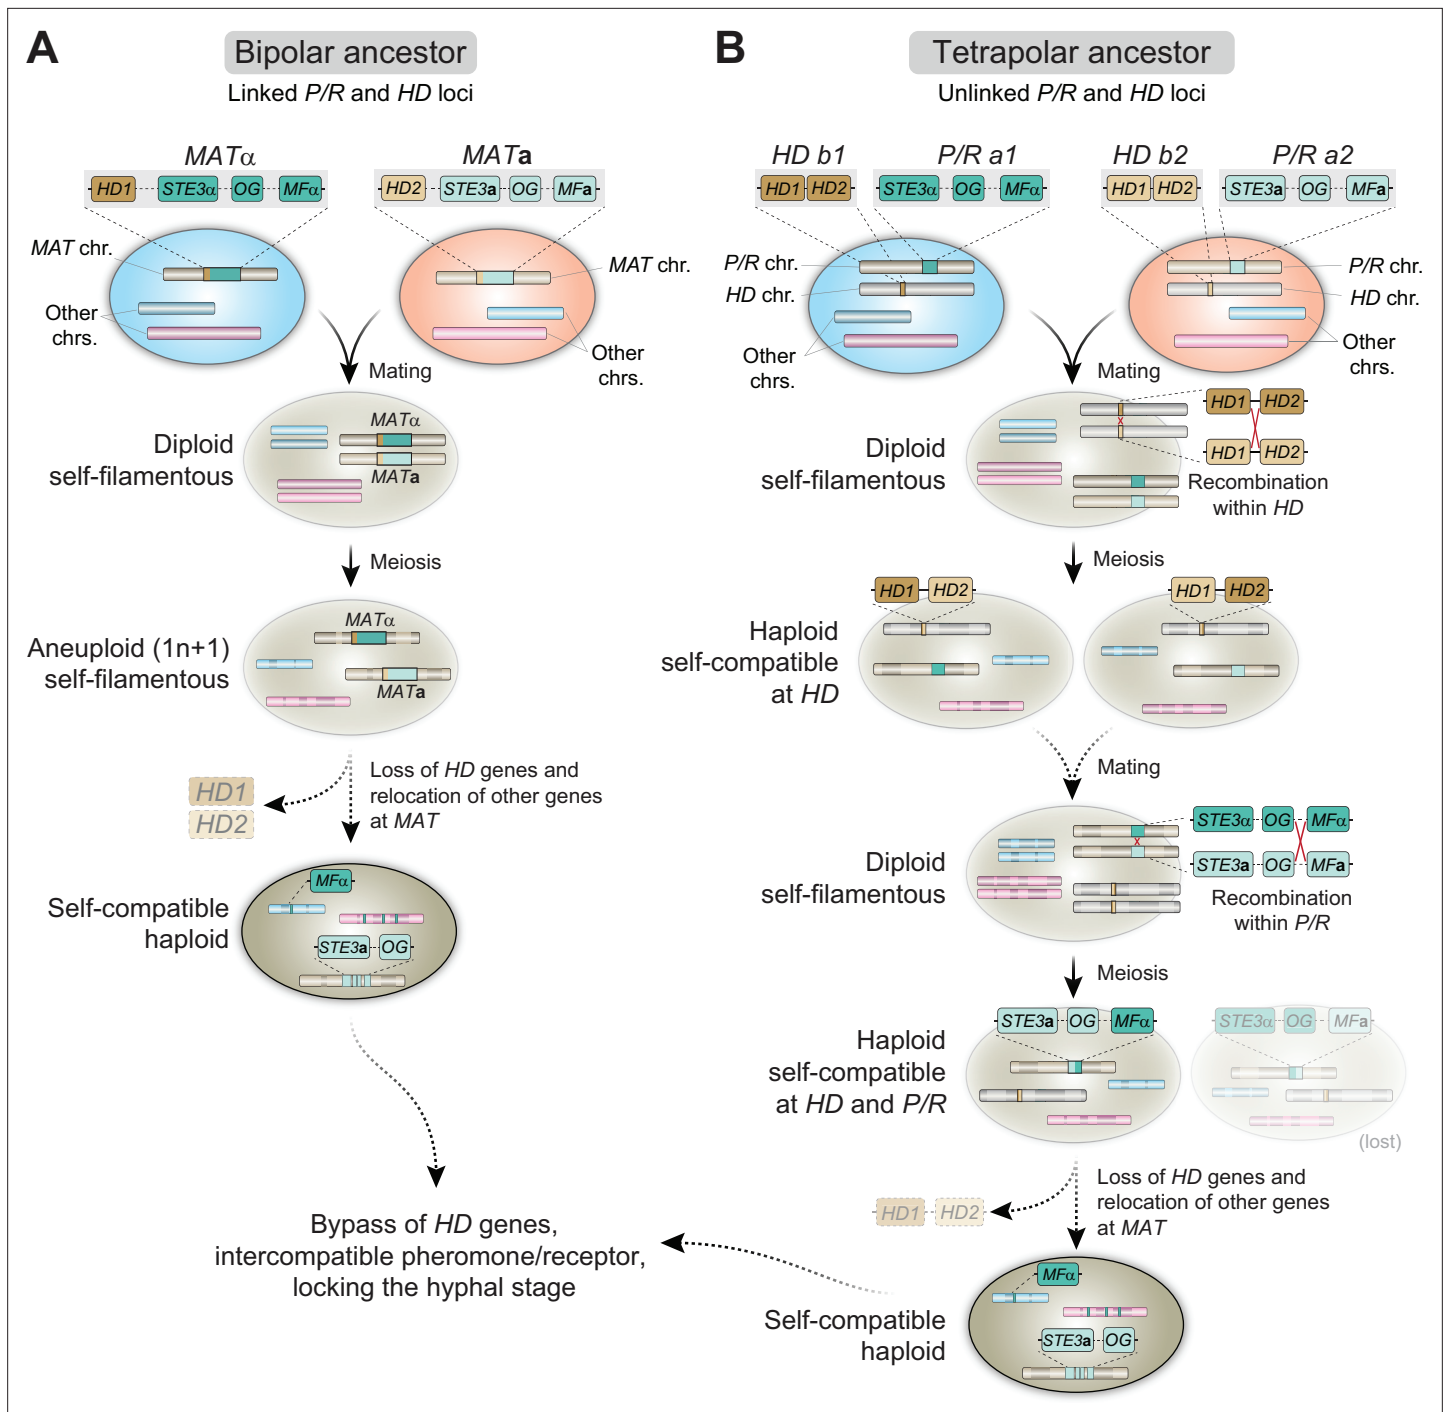 A
Bipolar ancestor
Linked P/R and HD loci
MATα
MATa
HD1 STE3α OG MFα
HD2 STE3a OG MFa
MAT chr.
MAT chr.
Other
chrs.
Other
chrs.
Mating
Diploid
self-filamentous
MATα
MATa
Meiosis
Aneuploid (1n+1)
self-filamentous
MATα
MATa
HD1
HD2
Loss of HD genes and
relocation of other genes
at MAT
Self-compatible
haploid
MFα
STE3a OG
Bypass of HD genes,
intercompatible pheromone/receptor,
locking the hyphal stage
B
Tetrapolar ancestor
Unlinked P/R and HD loci
HD b1
P/R a1
HD b2
P/R a2
HD1 HD2
STE3α OG MFα
HD1 HD2
STE3a OG MFa
P/R chr.
HD chr.
P/R chr.
HD chr.
Other
chrs.
Other
chrs.
Mating
Diploid
self-filamentous
HD1 HD2
x
HD1 HD2
Recombination
within HD
Meiosis
HD1 HD2
HD1 HD2
Haploid
self-compatible
at HD
Mating
Diploid
self-filamentous
STE3α OG MFα
x
STE3a OG MFa
Recombination
within P/R
Meiosis
Haploid
self-compatible
at HD and P/R
STE3a OG MFα
STE3α OG MFa
(lost)
HD1 HD2
Loss of HD genes and
relocation of other genes
at MAT
Self-compatible
haploid
MFα
STE3a OG